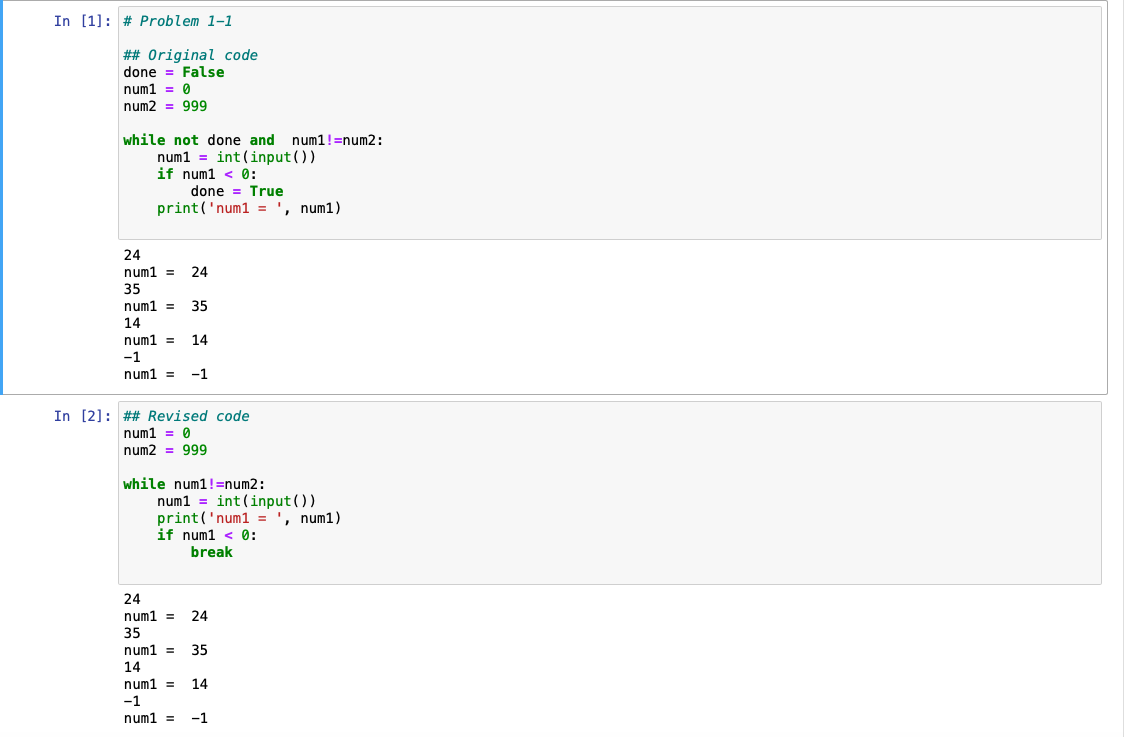 In [1]: # Problem 1-1
## Original code
done = False
num1 = 0
num2 = 999
while not done and  num1!=num2:
    num1 = int(input())
    if num1 < 0:
        done = True
    print('num1 = ', num1)
24
num1 =  24
35
num1 =  35
14
num1 =  14
-1
num1 =  -1
In [2]: ## Revised code
num1 = 0
num2 = 999
while num1!=num2:
    num1 = int(input())
    print('num1 = ', num1)
    if num1 < 0:
        break
24
num1 =  24
35
num1 =  35
14
num1 =  14
-1
num1 =  -1